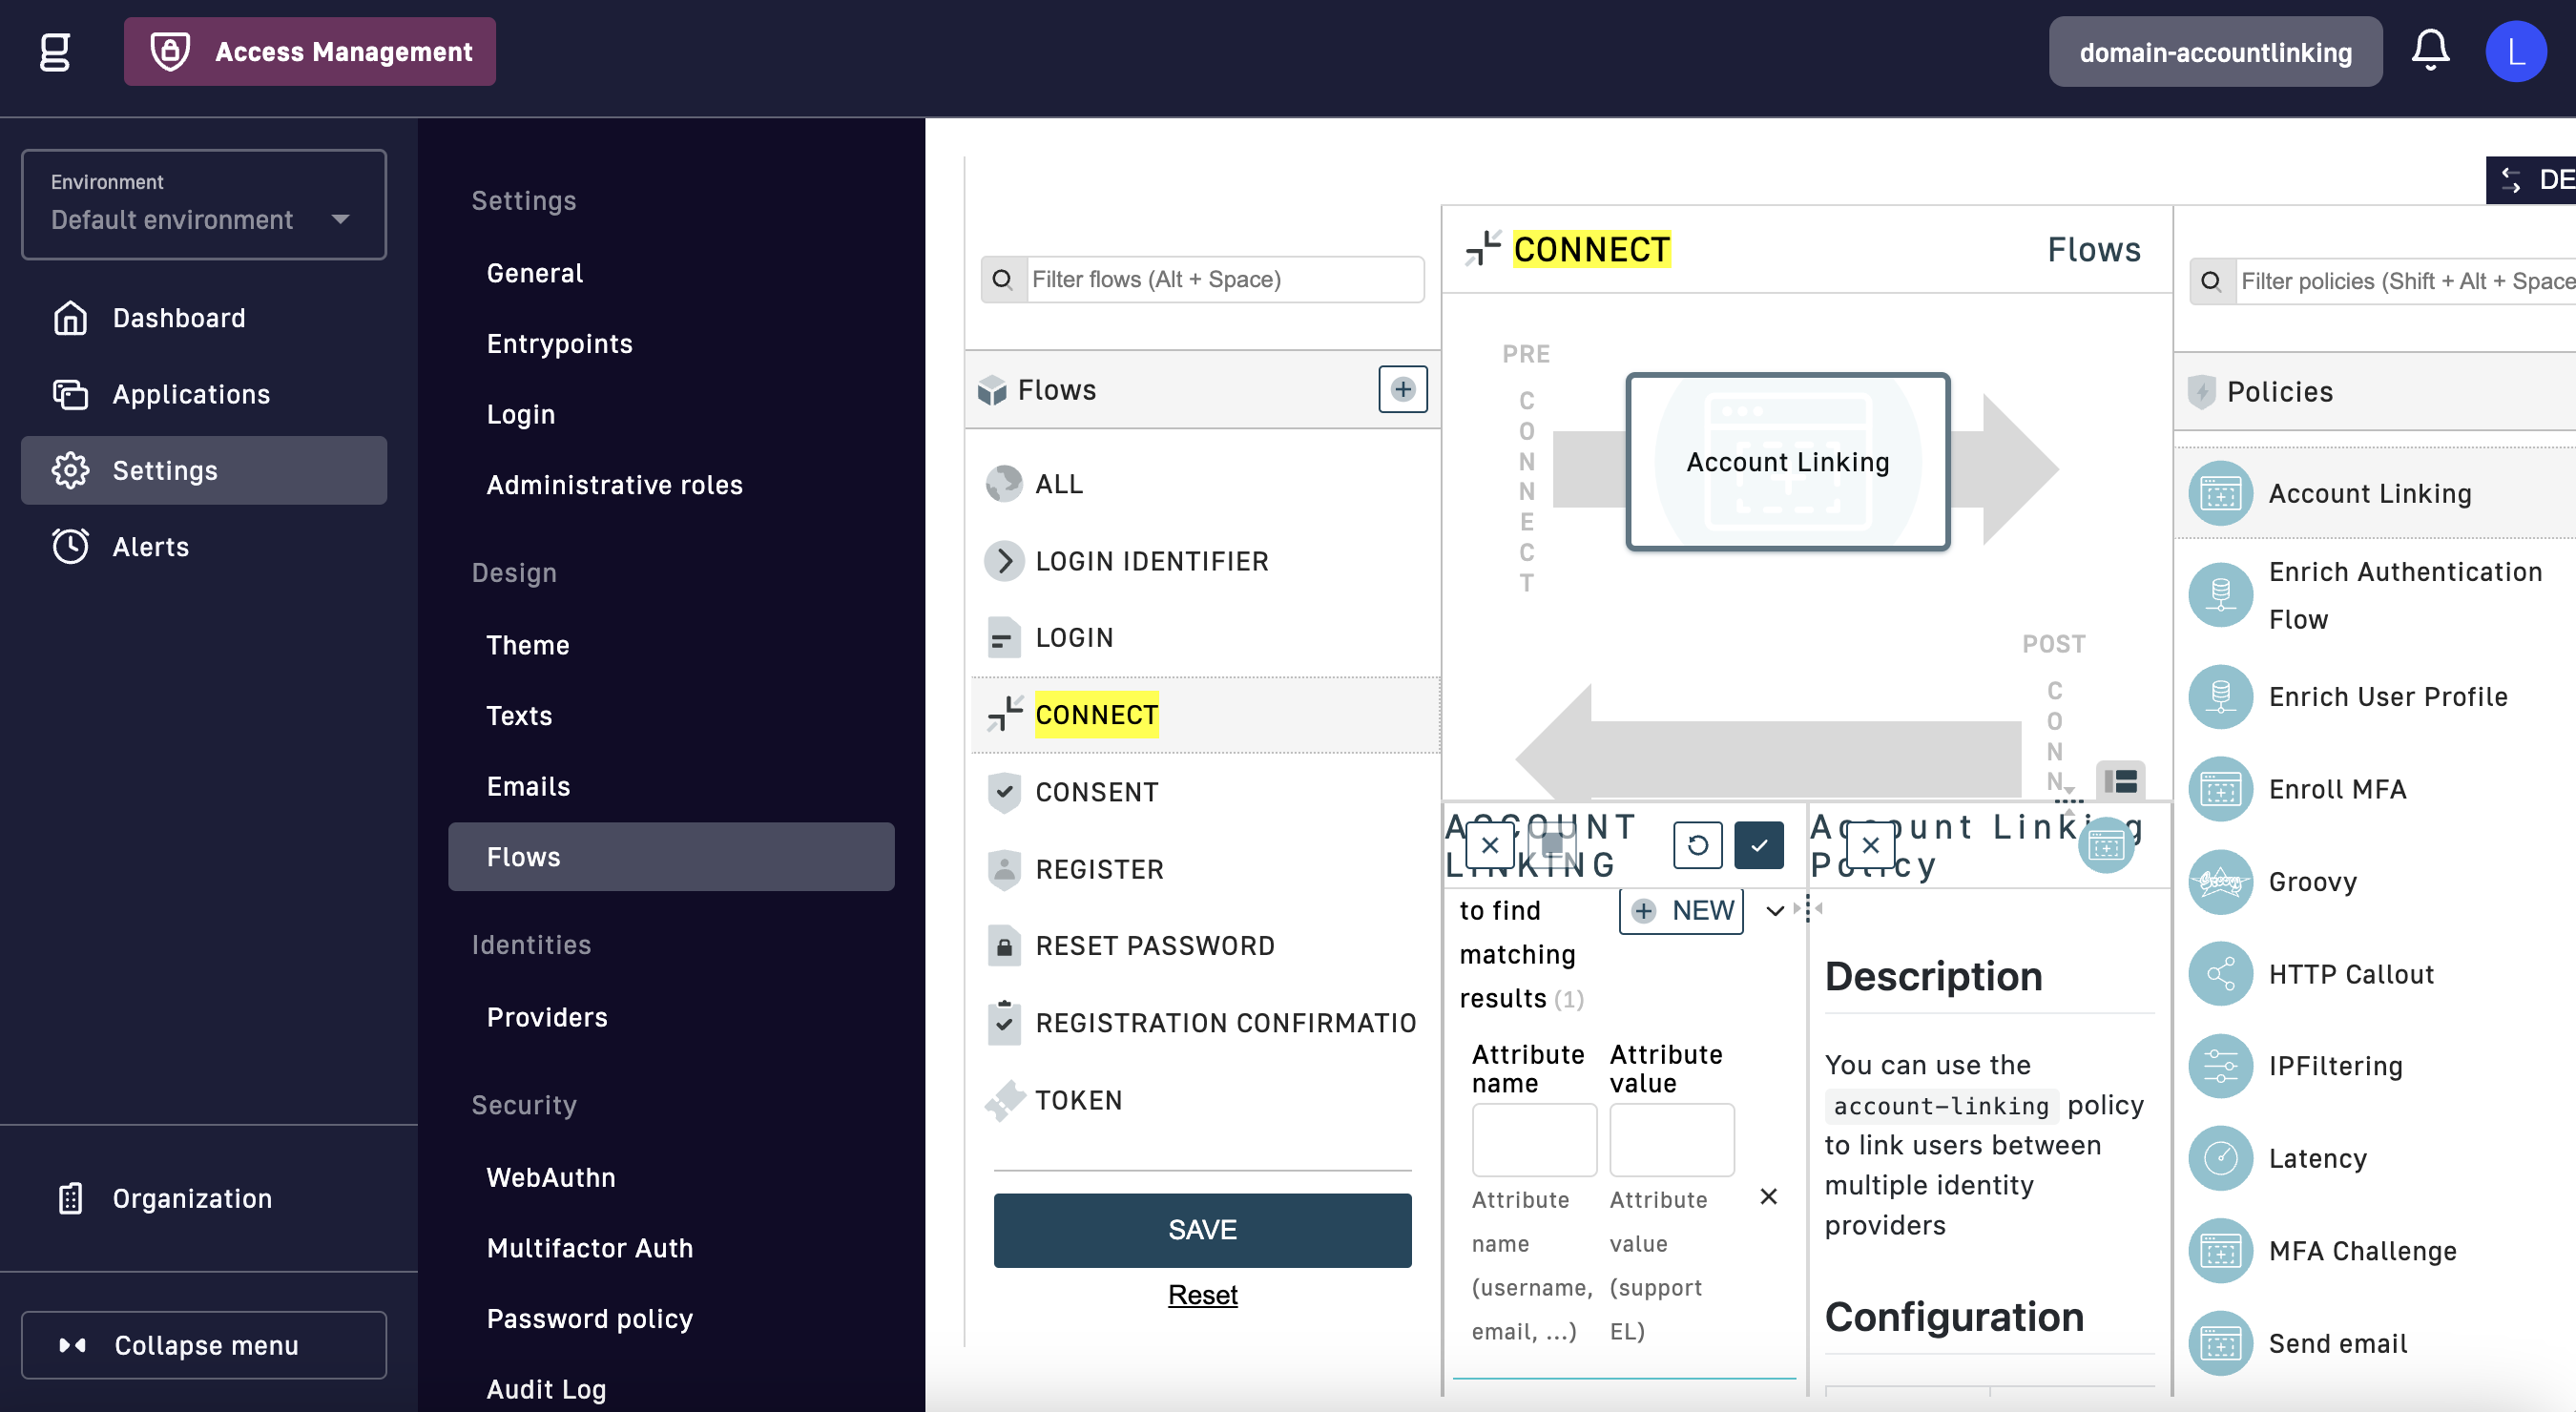 g
Access Management
domain-accountlinking
L
Environment
Default environment
Dashboard
Applications
Settings
Alerts
Organization
Collapse menu
Settings
General
Entrypoints
Login
Administrative roles
Design
Theme
Texts
Emails
Flows
Identities
Providers
Security
WebAuthn
Multifactor Auth
Password policy
Audit Log
Filter flows (Alt + Space)
Flows
ALL
LOGIN IDENTIFIER
LOGIN
CONNECT
CONSENT
REGISTER
RESET PASSWORD
REGISTRATION CONFIRMATIO
TOKEN
SAVE
Reset
DE
CONNECT
Flows
PRE
CONNECT
Account Linking
POST
CONN
ACCOUNT
LINKING
to find
matching
results (1)
NEW
Attribute
name
Attribute
value
Attribute
name
(username,
email, ...)
Attribute
value
(support
EL)
Account Linking
Policy
Description
You can use the
account-linking policy
to link users between
multiple identity
providers
Configuration
Filter policies (Shift + Alt + Space
Policies
Account Linking
Enrich Authentication
Flow
Enrich User Profile
Enroll MFA
Groovy
HTTP Callout
IPFiltering
Latency
MFA Challenge
Send email